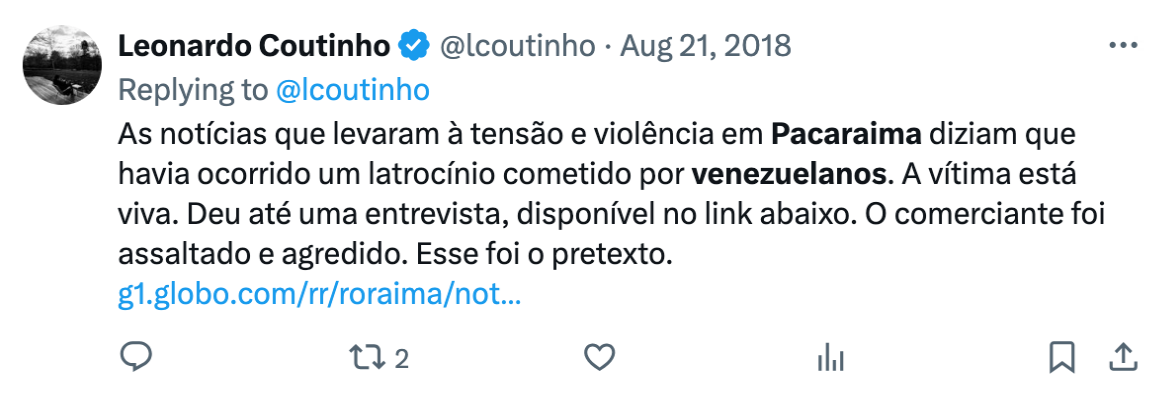 Leonardo Coutinho @lcoutinho · Aug 21, 2018
Replying to @lcoutinho
As notícias que levaram à tensão e violência em Pacaraima diziam que
havia ocorrido um latrocínio cometido por venezuelanos. A vítima está
viva. Deu até uma entrevista, disponível no link abaixo. O comerciante foi
assaltado e agredido. Esse foi o pretexto.
g1.globo.com/rr/roraima/not...
2